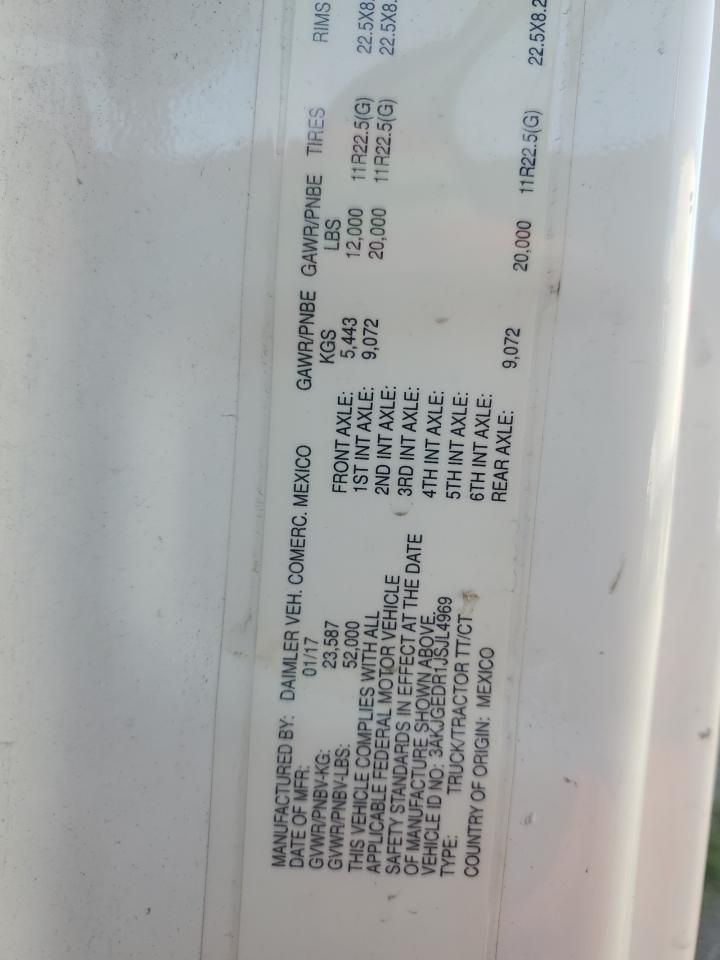 MANUFACTURED BY: DAIMLER VEH. COMERC. MEXICO
DATE OF MFR: 01/17
GVWR/PNBV-KG: 23,587
GVWR/PNBV-LBS: 52,000
THIS VEHICLE COMPLIES WITH ALL
APPLICABLE FEDERAL MOTOR VEHICLE
SAFETY STANDARDS IN EFFECT AT THE DATE
OF MANUFACTURE SHOWN ABOVE.
VEHICLE ID NO: 3AKJGEDR1JSJL4969
TYPE: TRUCK/TRACTOR TT/CT
COUNTRY OF ORIGIN: MEXICO
GAWR/PNBE GAWR/PNBE TIRES RIMS
KGS LBS
FRONT AXLE: 5,443 12,000 11R22.5(G) 22.5X8.
1ST INT AXLE: 9,072 20,000 11R22.5(G) 22.5X8.
2ND INT AXLE:
3RD INT AXLE:
4TH INT AXLE:
5TH INT AXLE:
6TH INT AXLE:
REAR AXLE: 9,072 20,000 11R22.5(G) 22.5X8.2